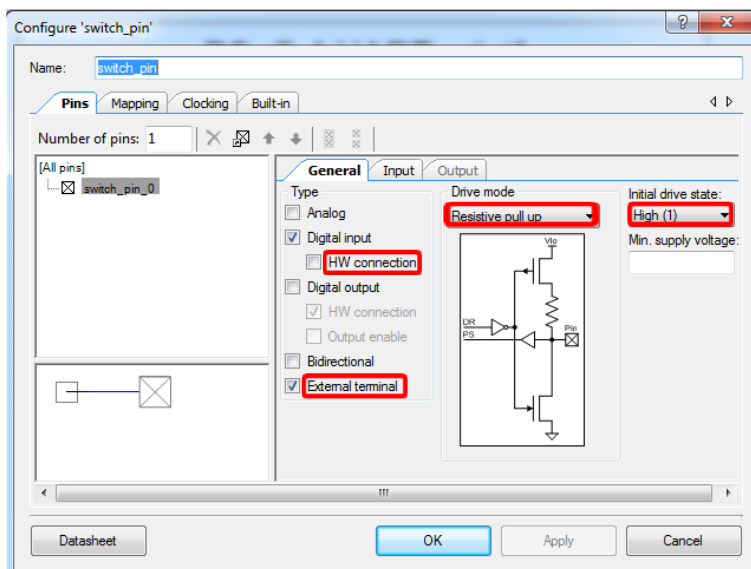 Configure 'switch_pin'
Name: switch_pin
Pins Mapping Clocking Built-in
Number of pins: 1
[All pins]
switch_pin_0
General Input Output
Type
Analog
Digital input
HW connection
Digital output
HW connection
Output enable
Bidirectional
External terminal
Drive mode
Resistive pull up
Vio
DR
PS
Pin
Initial drive state:
High (1)
Min. supply voltage:
Datasheet OK Apply Cancel